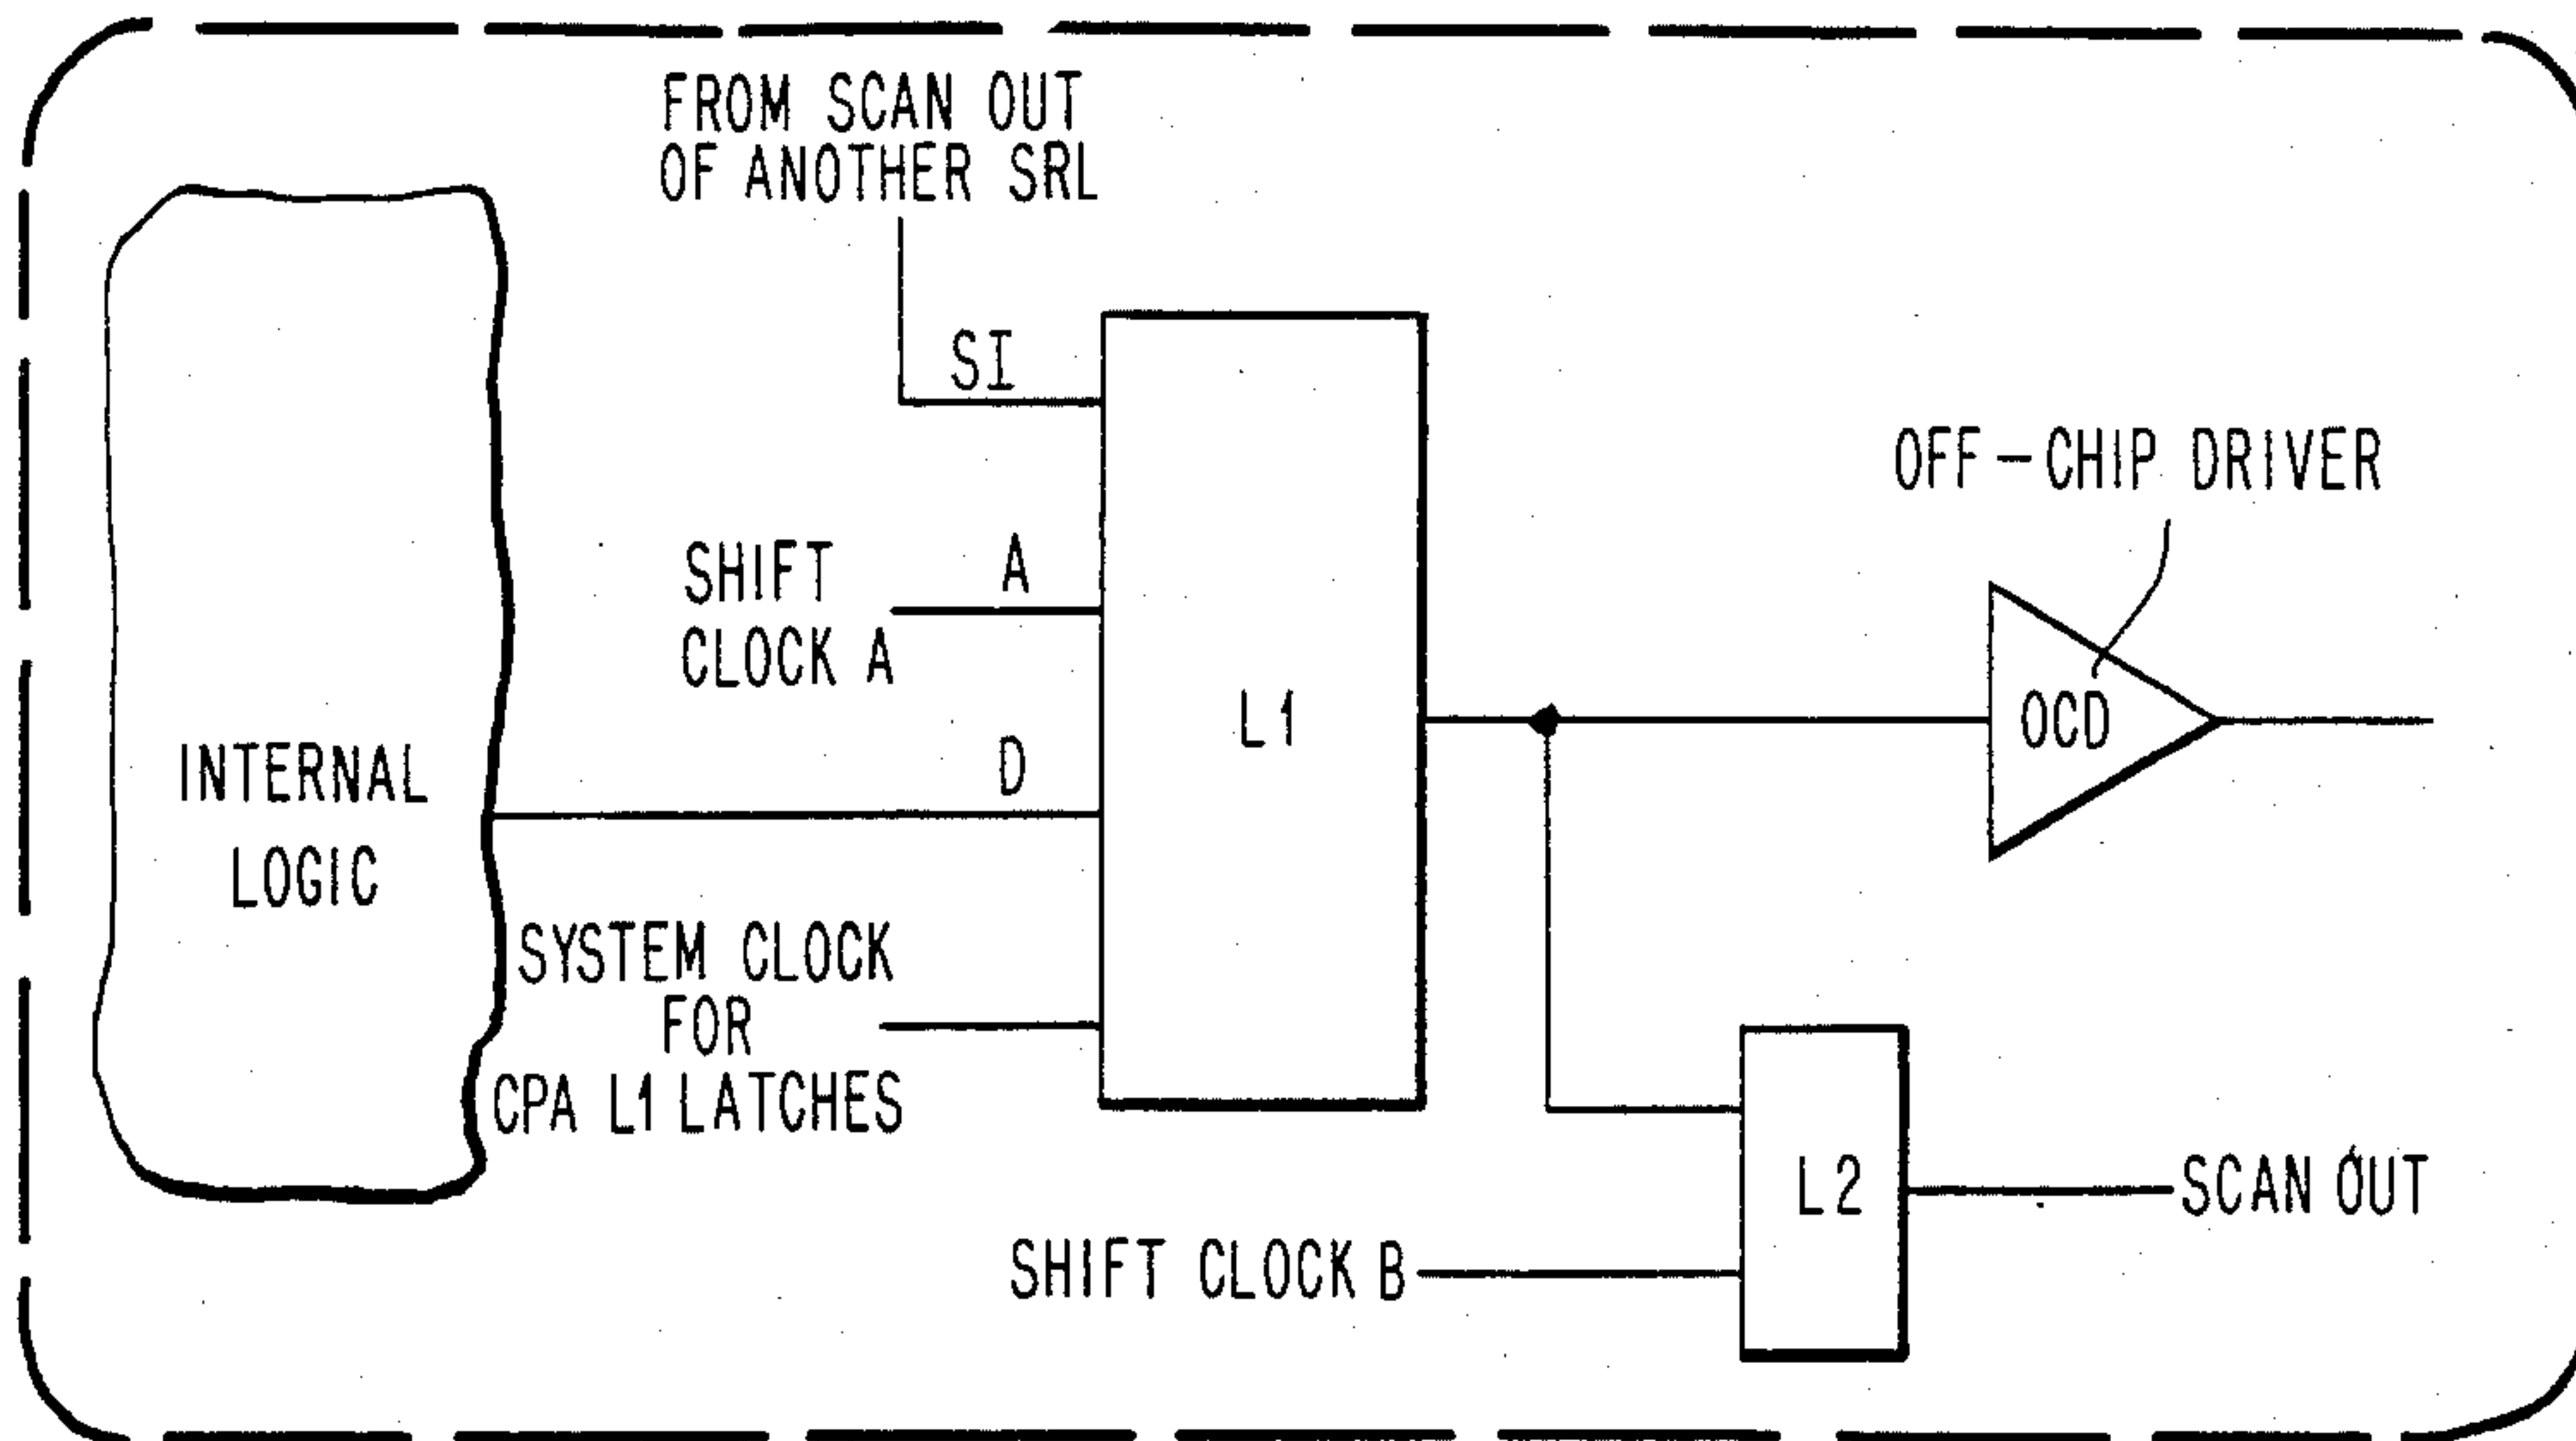 FROM SCAN OUT
OF ANOTHER SRL
SI
OFF-CHIP DRIVER
SHIFT
CLOCK A
A
OCD
L1
D
INTERNAL
LOGIC
SYSTEM CLOCK
FOR
CPA L1 LATCHES
L2
SCAN OUT
SHIFT CLOCK B